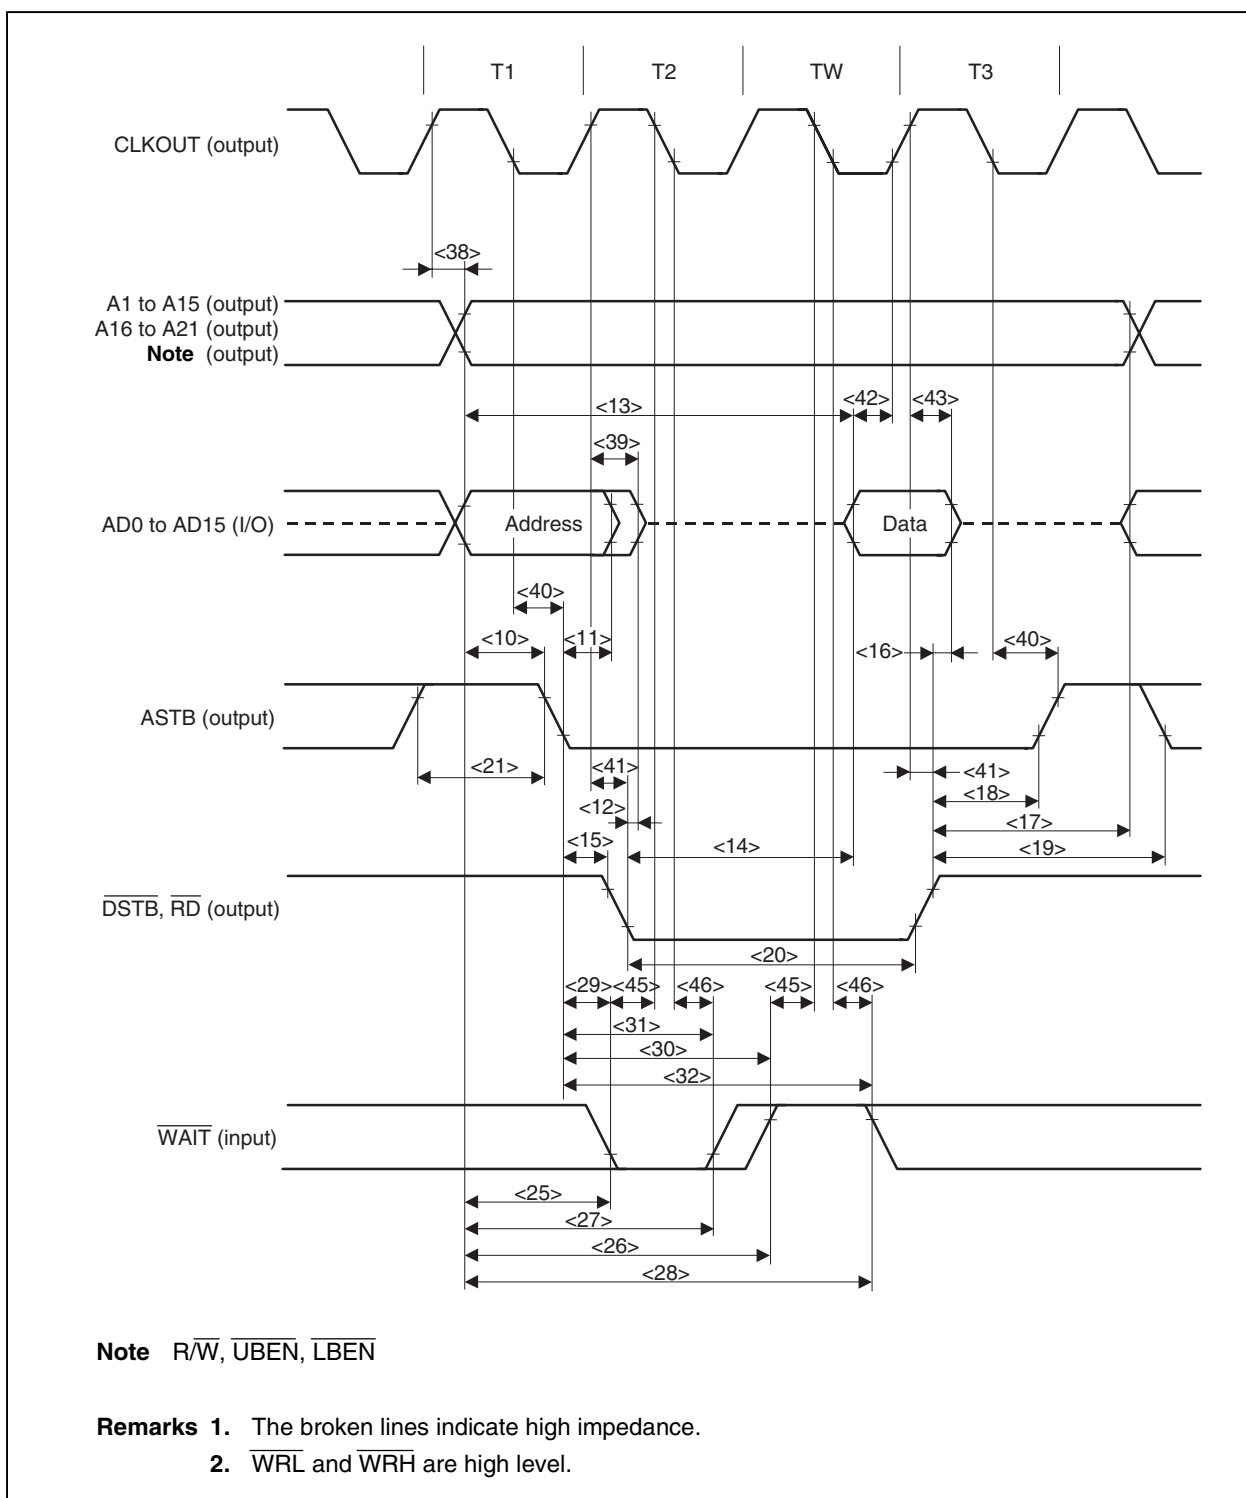 T1 T2 TW T3
CLKOUT (output)
<38>
A1 to A15 (output)
A16 to A21 (output)
Note (output)
<42> <43>
<13>
<39>
AD0 to AD15 (I/O) Address Data
<40>
<10> <11> <16> <40>
ASTB (output)
<21> <41> <41>
<18>
<12>
<17>
<15> <14> <19>
DSTB, RD (output)
<20>
<29> <45> <46> <45> <46>
<31>
<30>
<32>
WAIT (input)
<25>
<27>
<26>
<28>
Note R/W, UBEN, LBEN
Remarks 1. The broken lines indicate high impedance.
2. WRL and WRH are high level.